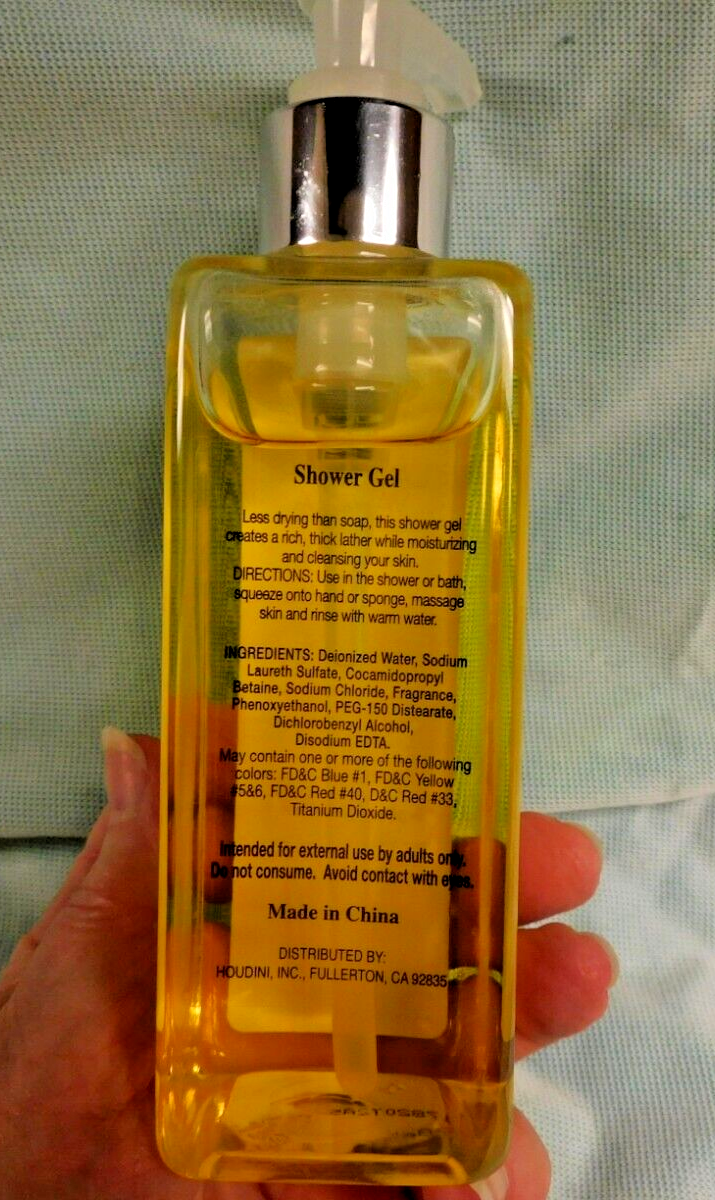 Shower Gel
Less drying than soap, this shower gel
creates a rich, thick lather while moisturizing
and cleansing your skin.
DIRECTIONS: Use in the shower or bath,
squeeze onto hand or sponge, massage
skin and rinse with warm water.
INGREDIENTS: Deionized Water, Sodium
Laureth Sulfate, Cocamidopropyl
Betaine, Sodium Chloride, Fragrance,
Phenoxyethanol, PEG-150 Distearate,
Dichlorobenzyl Alcohol,
Disodium EDTA.
May contain one or more of the following
colors: FD&C Blue #1, FD&C Yellow
#5&6, FD&C Red #40, D&C Red #33,
Titanium Dioxide.
Intended for external use by adults only.
Do not consume. Avoid contact with eyes.
Made in China
DISTRIBUTED BY:
HOUDINI, INC., FULLERTON, CA 92835